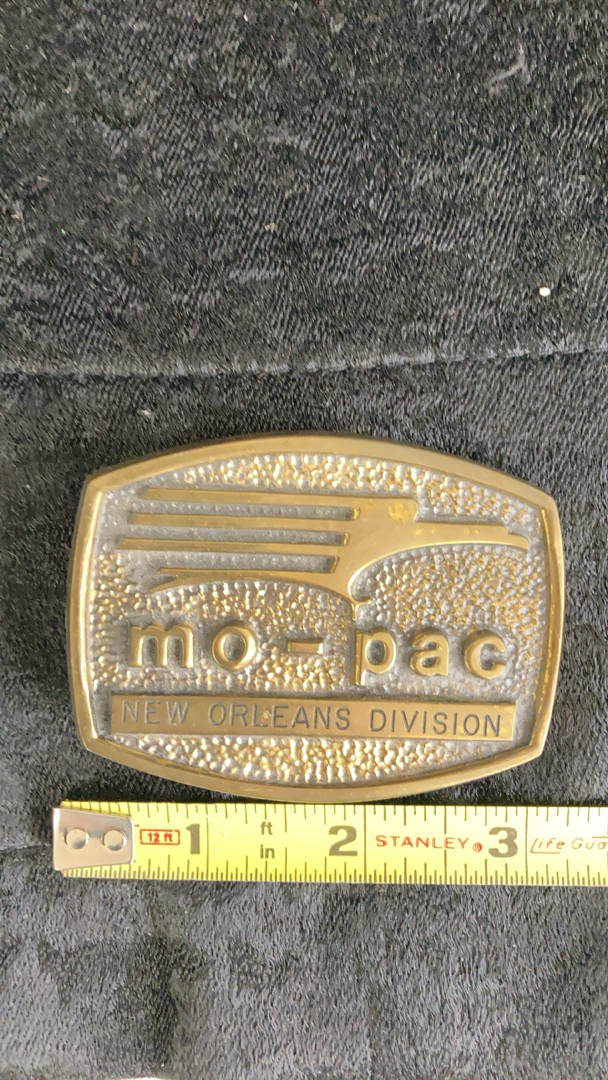 mo-pac
NEW ORLEANS DIVISION
12 ft 1 ft in 2 STANLEY® 3 Life Gua